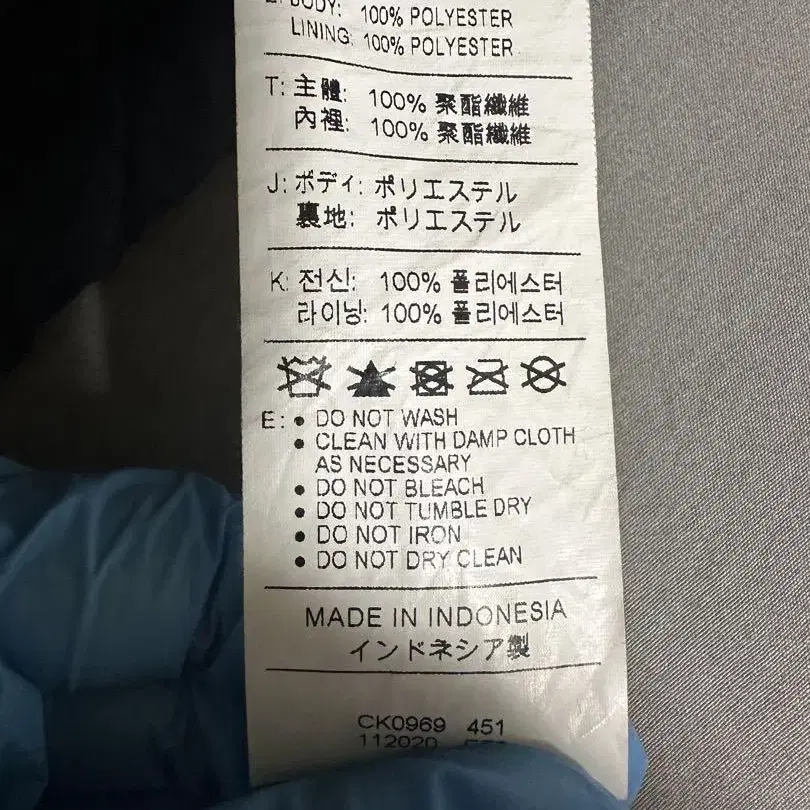 BODY: 100% POLYESTER
LINING: 100% POLYESTER
T: 主體: 100% 聚酯纖維
內裡: 100% 聚酯纖維
J: ボディ: ポリエステル
裏地: ポリエステル
K: 전신: 100% 폴리에스터
라이닝: 100% 폴리에스터
E: • DO NOT WASH
• CLEAN WITH DAMP CLOTH
AS NECESSARY
• DO NOT BLEACH
• DO NOT TUMBLE DRY
• DO NOT IRON
• DO NOT DRY CLEAN
MADE IN INDONESIA
インドネシア製
CK0969 451
112020